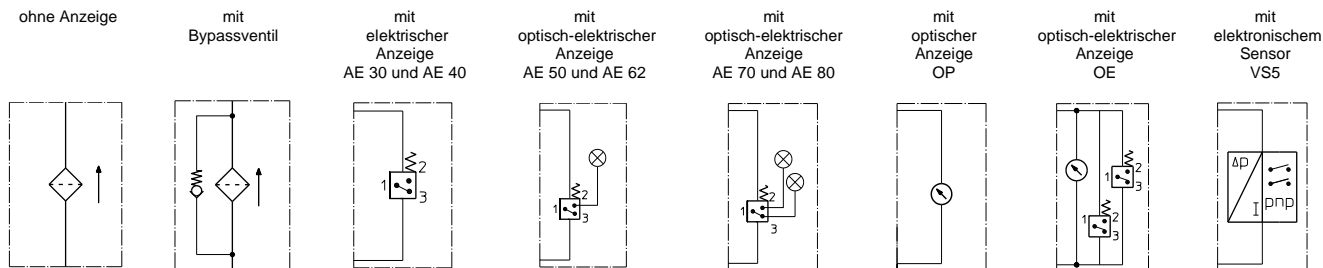 ohne Anzeige
mit
Bypassventil
mit
elektrischer
Anzeige
AE 30 und AE 40
mit
optisch-elektrischer
Anzeige
AE 50 und AE 62
mit
optisch-elektrischer
Anzeige
AE 70 und AE 80
mit
optischer
Anzeige
OP
mit
optisch-elektrischer
Anzeige
OE
mit
elektronischem
Sensor
VS5
1
2
3
1
2
3
1
2
3
1
2
3
1
2
3
Δp
I
pnp